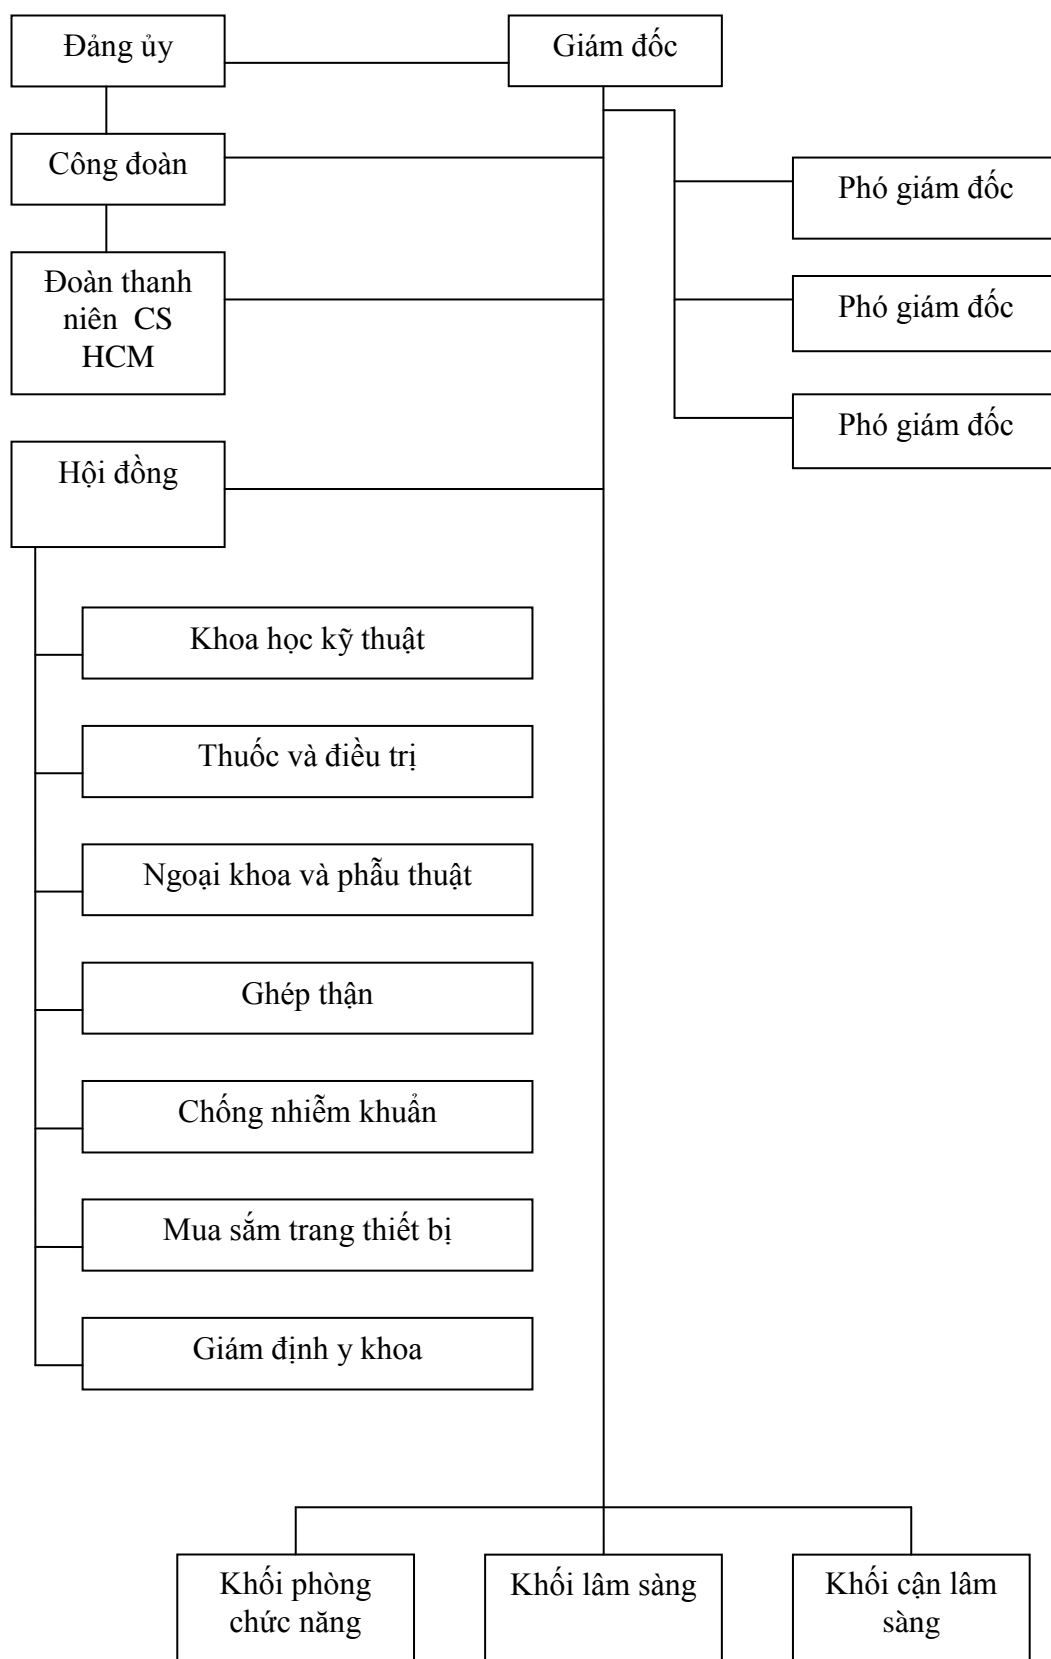 Đảng ủy
Giám đốc
Công đoàn
Phó giám đốc
Đoàn thanh
niên CS
HCM
Phó giám đốc
Phó giám đốc
Hội đồng
Khoa học kỹ thuật
Thuốc và điều trị
Ngoại khoa và phẫu thuật
Ghép thận
Chống nhiễm khuẩn
Mua sắm trang thiết bị
Giám định y khoa
Khối phòng
chức năng
Khối lâm sàng
Khối cận lâm
sàng